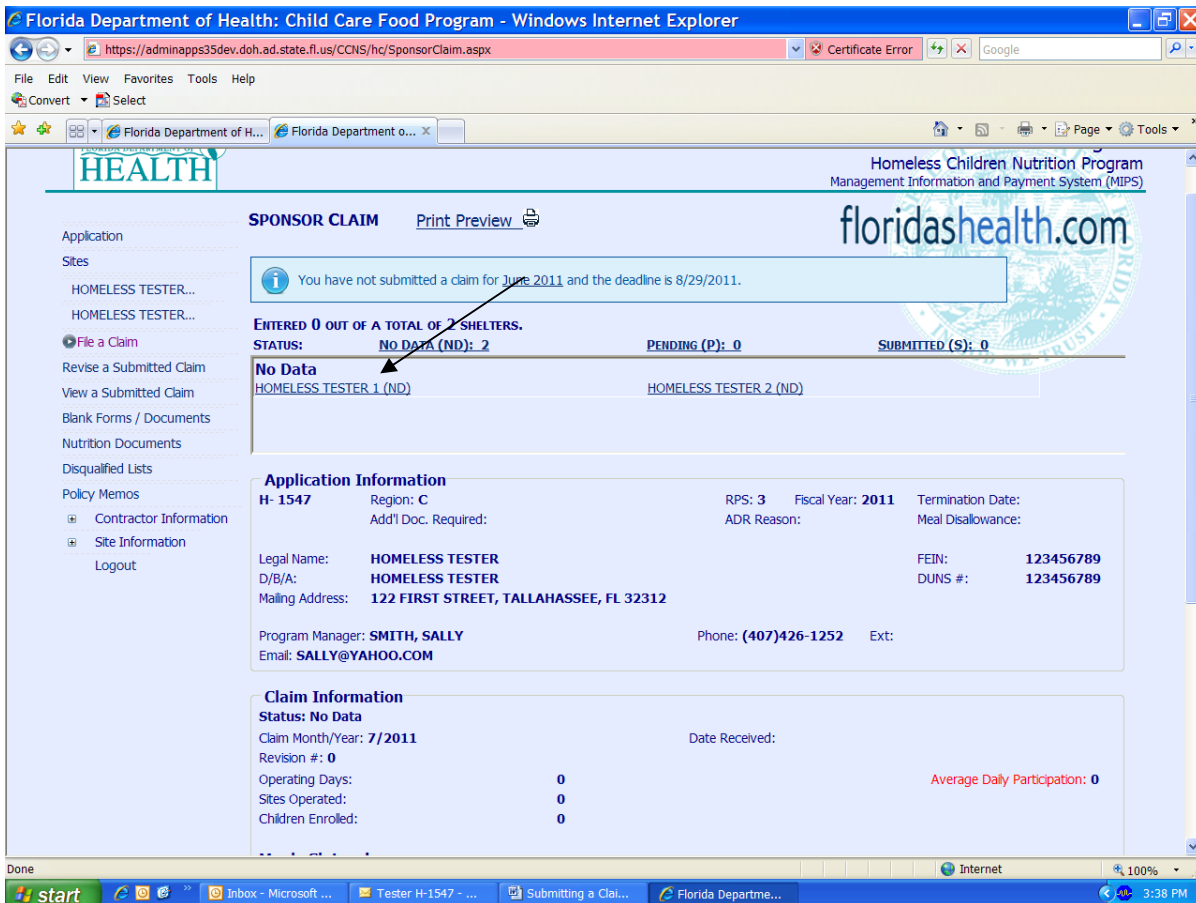 Florida Department of Health: Child Care Food Program - Windows Internet Explorer
https://adminapps35dev.doh.ad.state.fl.us/CCNS/hc/SponsorClaim.aspx Certificate Error Google
File Edit View Favorites Tools Help
Convert Select
Florida Department of H... Florida Department o... X Page Tools
HEALTH
Homeless Children Nutrition Program
Management Information and Payment System (MIPS)
floridashealth.com
SPONSOR CLAIM Print Preview
Application
Sites
HOMELESS TESTER...
HOMELESS TESTER...
File a Claim
Revise a Submitted Claim
View a Submitted Claim
Blank Forms / Documents
Nutrition Documents
Disqualified Lists
Policy Memos
Contractor Information
Site Information
Logout
You have not submitted a claim for June 2011 and the deadline is 8/29/2011.
ENTERED 0 OUT OF A TOTAL OF 2 SHELTERS.
STATUS: NO DATA (ND): 2 PENDING (P): 0 SUBMITTED (S): 0
No Data
HOMELESS TESTER 1 (ND) HOMELESS TESTER 2 (ND)
Application Information
H- 1547 Region: C RPS: 3 Fiscal Year: 2011 Termination Date:
Add'l Doc. Required: ADR Reason: Meal Disallowance:
Legal Name: HOMELESS TESTER FEIN: 123456789
D/B/A: HOMELESS TESTER DUNS #: 123456789
Mailing Address: 122 FIRST STREET, TALLAHASSEE, FL 32312
Program Manager: SMITH, SALLY Phone: (407)426-1252 Ext:
Email: SALLY@YAHOO.COM
Claim Information
Status: No Data
Claim Month/Year: 7/2011 Date Received:
Revision #: 0
Operating Days: 0 Average Daily Participation: 0
Sites Operated: 0
Children Enrolled: 0
Done Internet 100%
start Inbox - Microsoft ... Tester H-1547 - ... Submitting a Clai... Florida Departme... 3:38 PM